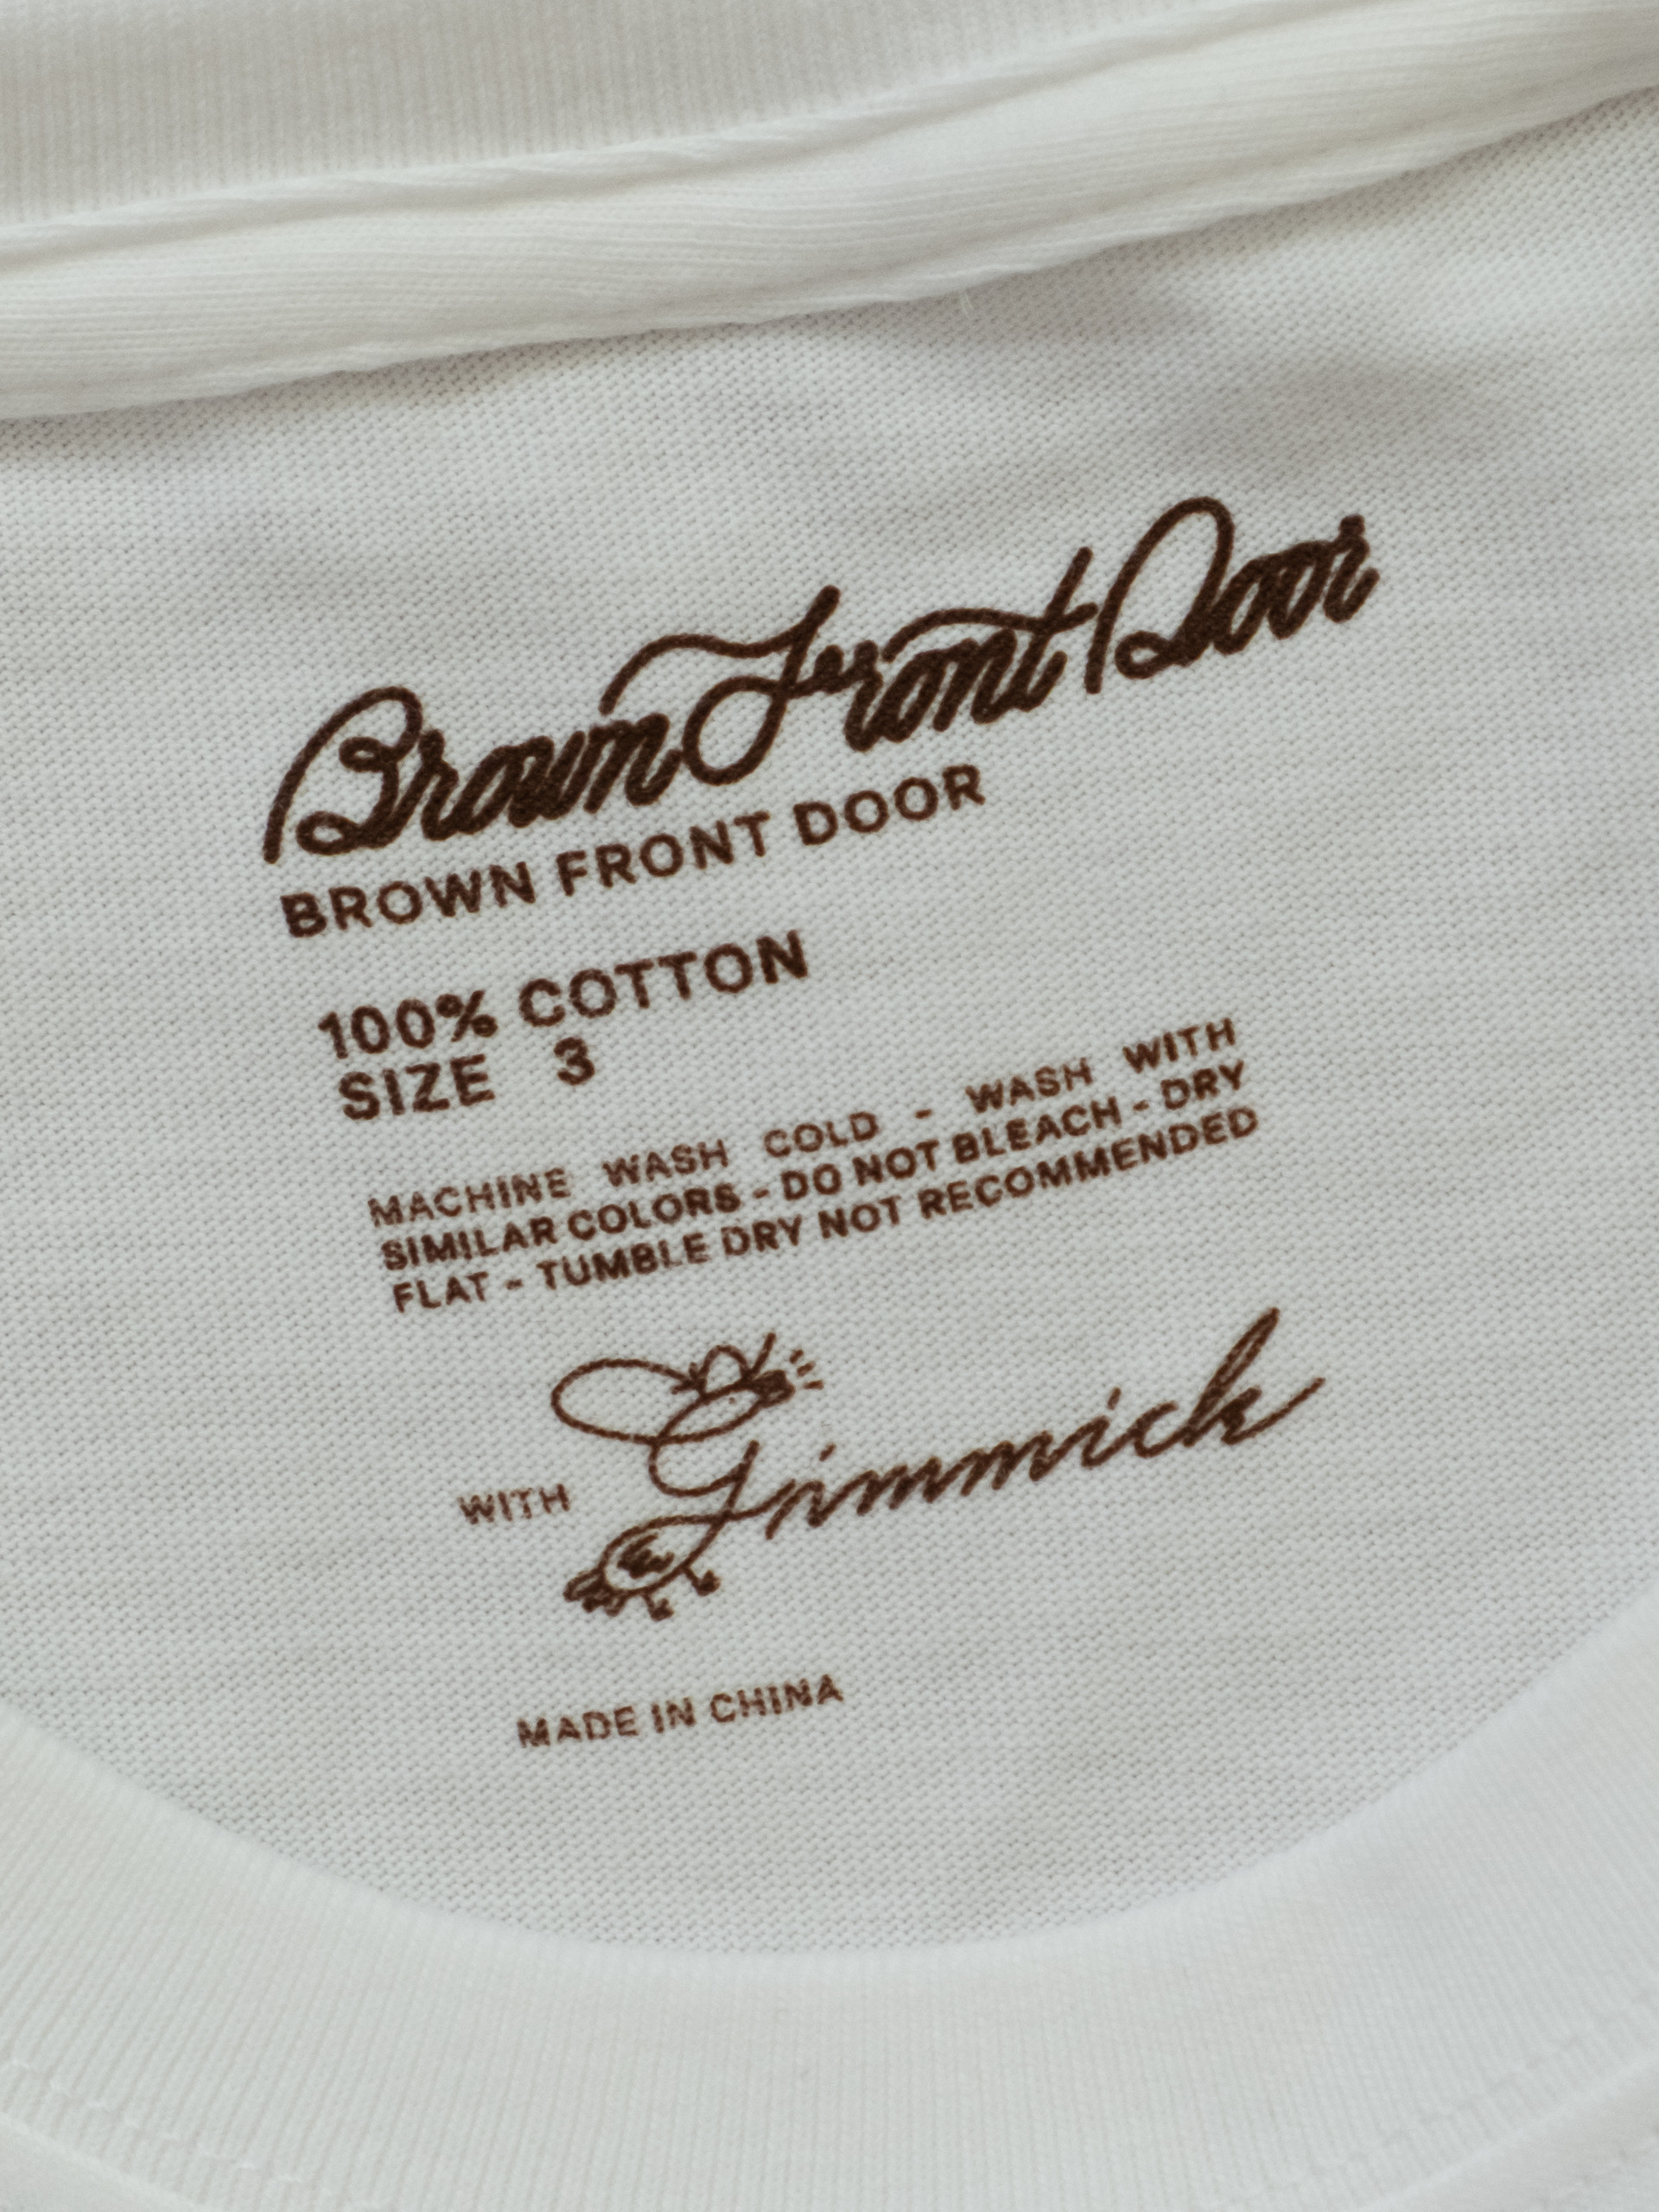 Brown Front Door
BROWN FRONT DOOR
100% COTTON
SIZE 3
MACHINE WASH COLD - WASH WITH
SIMILAR COLORS - DO NOT BLEACH - DRY
FLAT - TUMBLE DRY NOT RECOMMENDED
WITH Gimmick
MADE IN CHINA